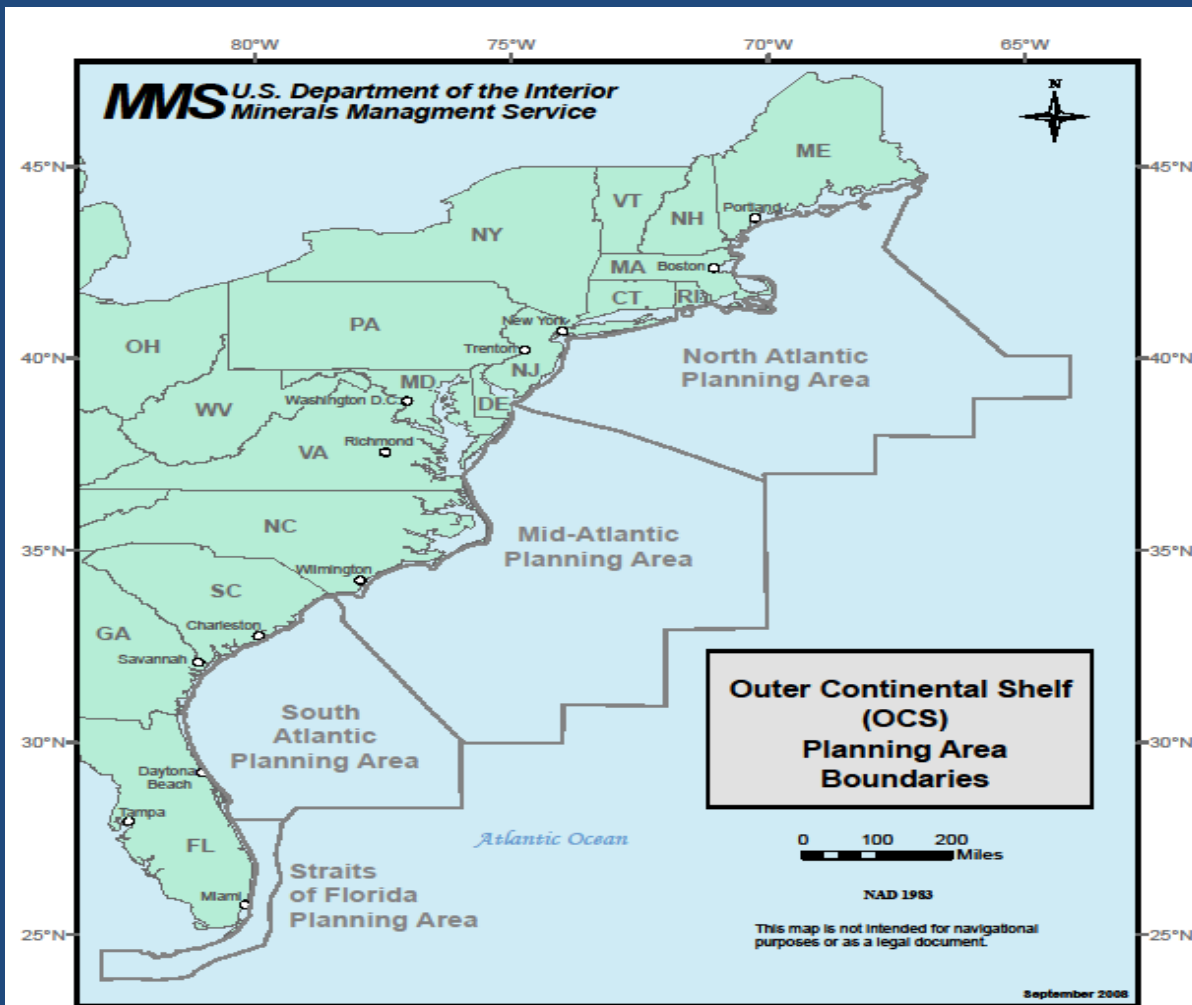 80°W 75°W 70°W 65°W
MMS U.S. Department of the Interior
Minerals Managment Service
N
45°N 45°N
ME
VT
NH
Portland
NY
MA Boston
CT RI
New York
PA
Trenton
OH
40°N 40°N
North Atlantic
Planning Area
NJ
MD
Washington D.C.
DE
WV
Richmond
VA
NC
Mid-Atlantic
Planning Area
35°N 35°N
Wilmington
SC
Charleston
GA
Savannah
Outer Continental Shelf
(OCS)
Planning Area
Boundaries
South
Atlantic
Planning Area
30°N 30°N
Daytona
Beach
Tampa
FL
Atlantic Ocean
0 100 200
Miles
Straits
of Florida
Planning Area
Miami
NAD 1983
25°N 25°N
This map is not intended for navigational
purposes or as a legal document.
September 2008